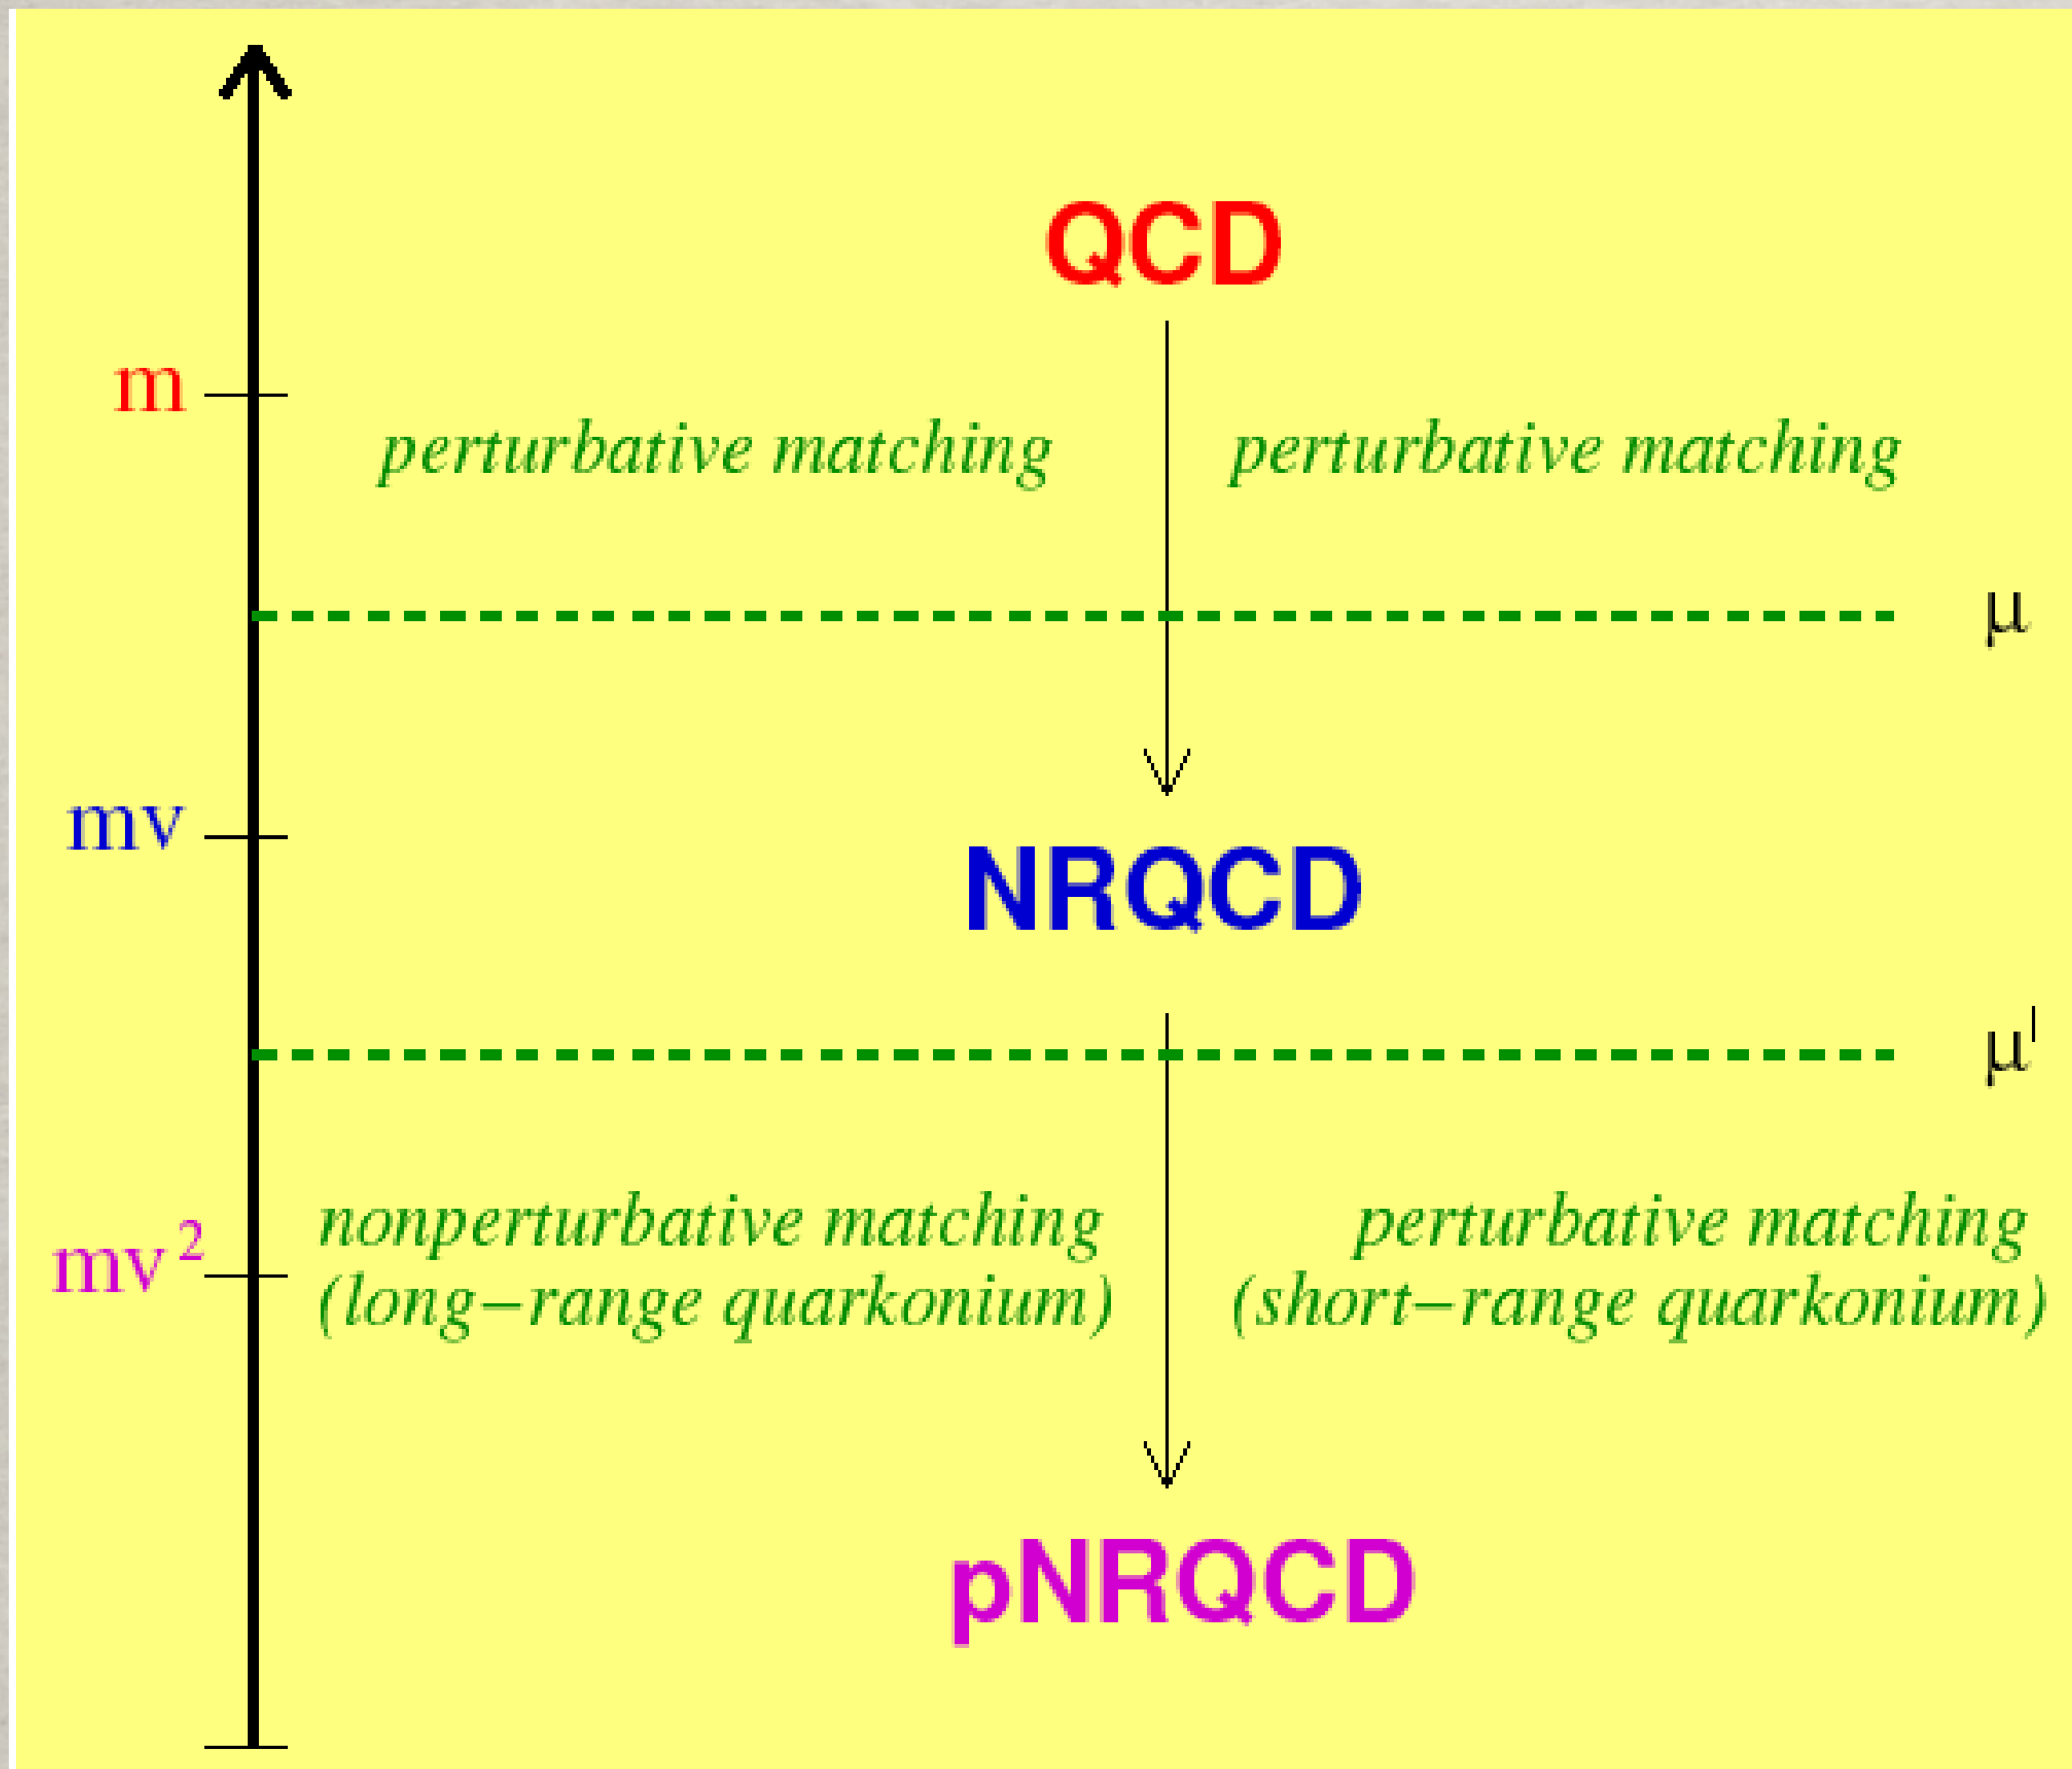 QCD
m
perturbative matching perturbative matching
μ
mv
NRQCD
μ'
nonperturbative matching perturbative matching
mv²
(long–range quarkonium) (short–range quarkonium)
pNRQCD